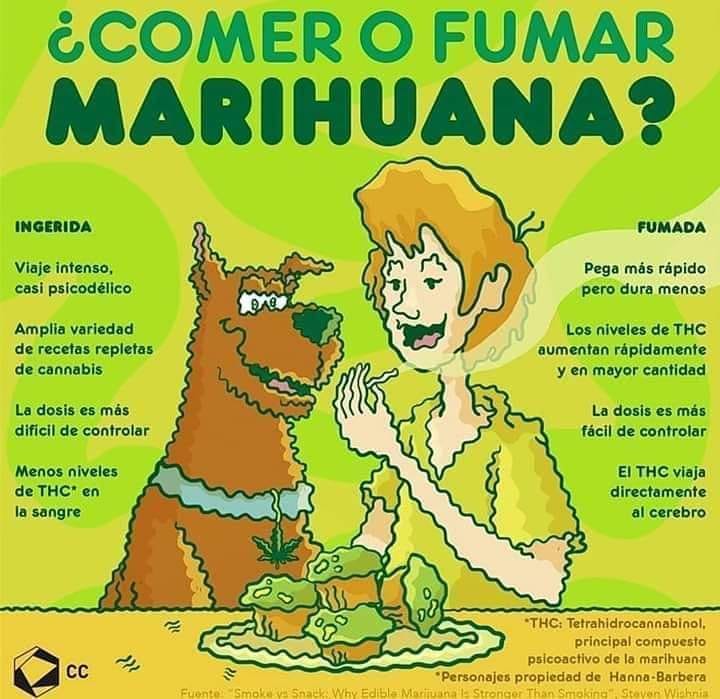 ¿COMER O FUMAR
MARIHUANA?
INGERIDA
Viaje intenso,
casi psicodélico
Amplia variedad
de recetas repletas
de cannabis
La dosis es más
dificil de controlar
Menos niveles
de THC* en
la sangre
FUMADA
Pega más rápido
pero dura menos
Los niveles de THC
aumentan rápidamente
y en mayor cantidad
La dosis es más
fácil de controlar
El THC viaja
directamente
al cerebro
*THC: Tetrahidrocannabinol,
principal compuesto
psicoactivo de la marihuana
*Personajes propiedad de Hanna-Barbera
CC
Fuente: "Smoke vs Snack: Why Edible Marijuana Is Stronger Than Smoking", Steven Wishnia